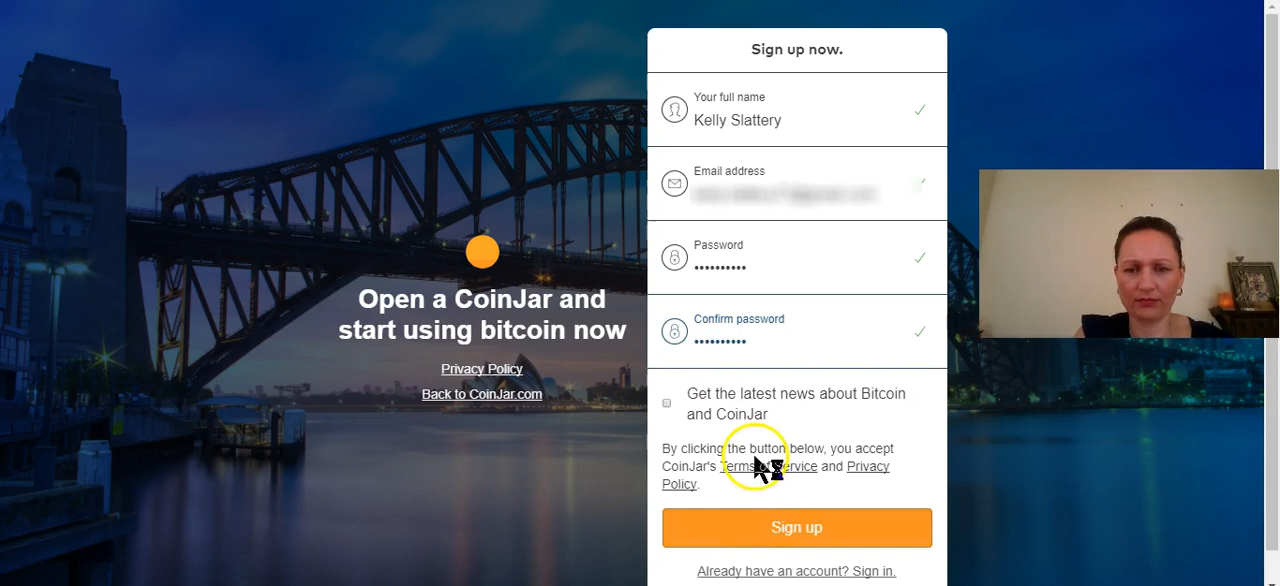 Sign up now.
Your full name
Kelly Slattery
Email address
Password
••••••••••
Confirm password
••••••••••
Open a CoinJar and
start using bitcoin now
Privacy Policy
Back to CoinJar.com
Get the latest news about Bitcoin
and CoinJar
By clicking the button below, you accept
CoinJar's Terms of Service and Privacy
Policy.
Sign up
Already have an account? Sign in.